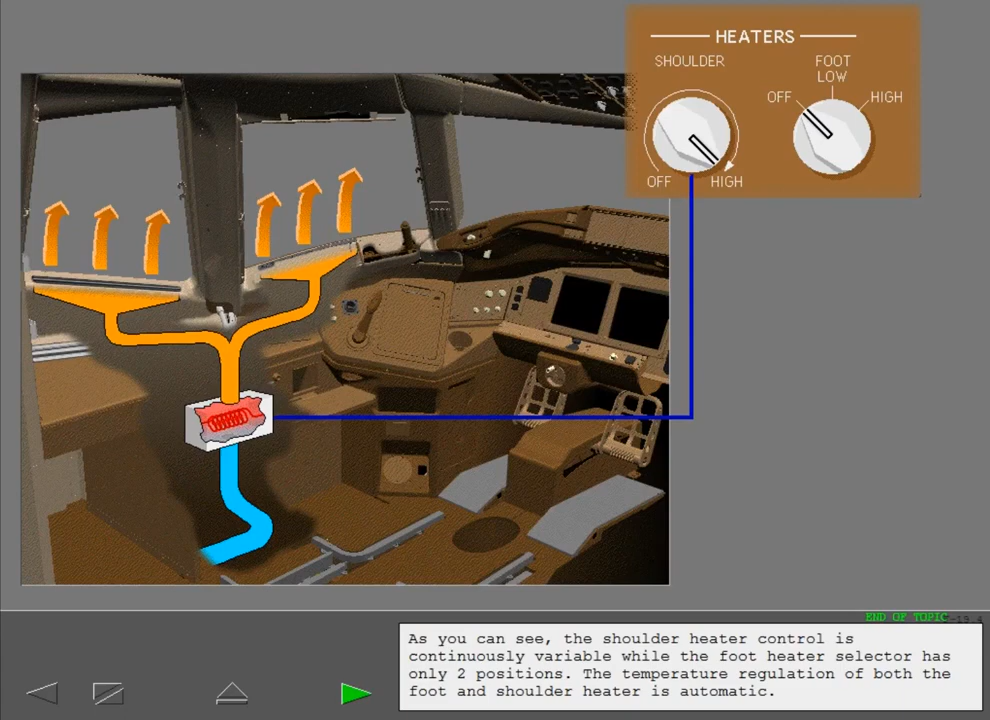 HEATERS
SHOULDER
FOOT
LOW
OFF
HIGH
OFF
HIGH
END OF TOPIC
As you can see, the shoulder heater control is
continuously variable while the foot heater selector has
only 2 positions. The temperature regulation of both the
foot and shoulder heater is automatic.